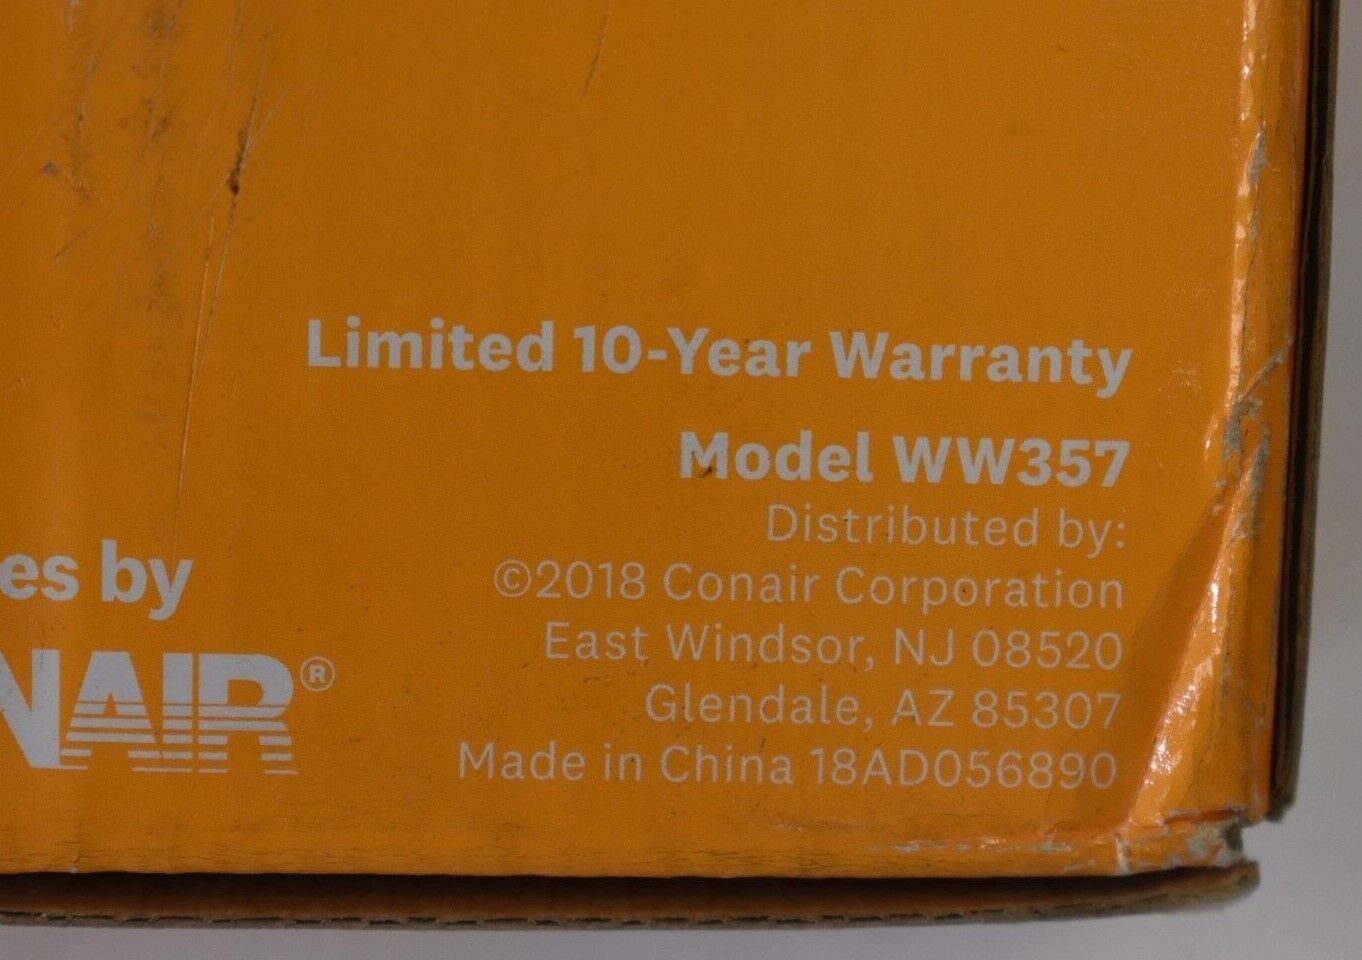 Limited 10-Year Warranty
Model WW357
Distributed by:
©2018 Conair Corporation
East Windsor, NJ 08520
Glendale, AZ 85307
Made in China 18AD056890
es by
NAIR®